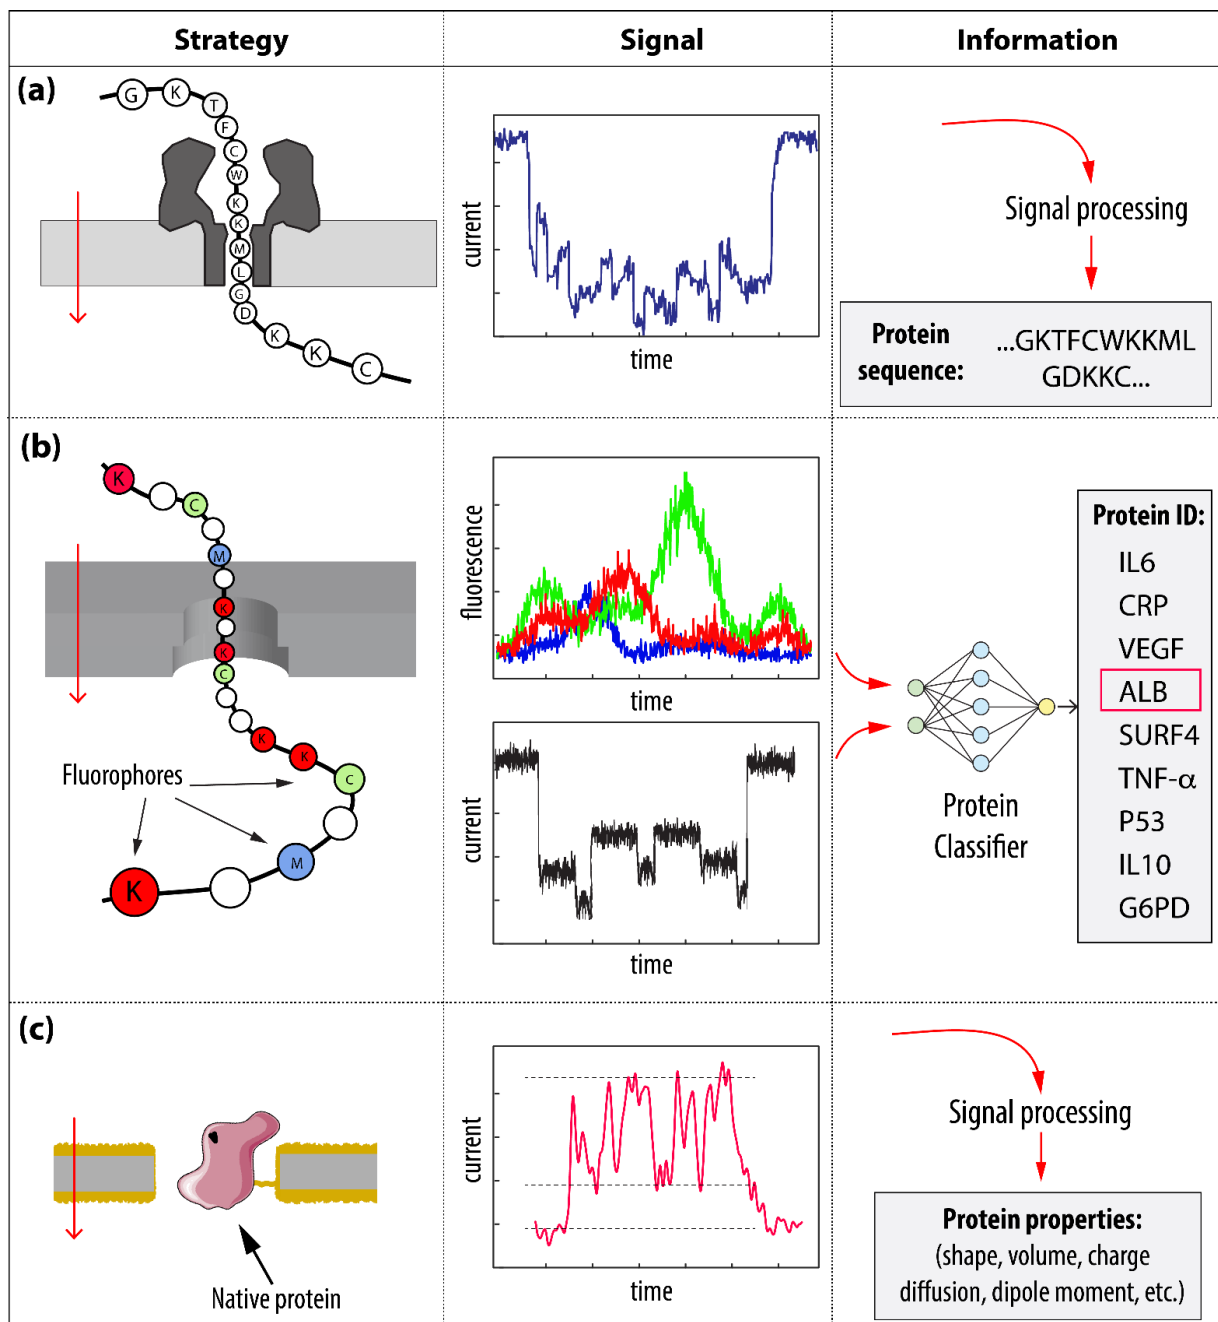 Strategy
Signal
Information
(a)
G
K
T
F
C
W
K
K
M
L
G
D
K
K
C
current
time
Signal processing
Protein
sequence:
...GKTFCWKKML
GDKKC...
(b)
K
C
M
K
K
C
K
K
C
M
K
Fluorophores
fluorescence
time
current
time
Protein
Classifier
Protein ID:
IL6
CRP
VEGF
ALB
SURF4
TNF-α
P53
IL10
G6PD
(c)
Native protein
current
time
Signal processing
Protein properties:
(shape, volume, charge
diffusion, dipole moment, etc.)